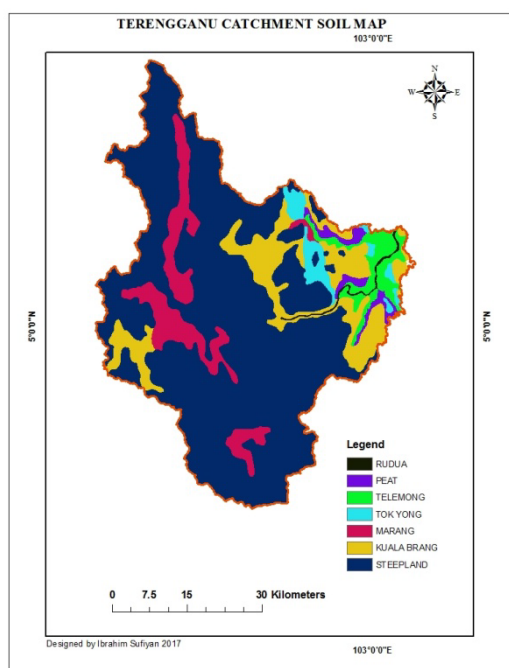 TERENGGANU CATCHMENT SOIL MAP
103°0'0"E
N
W E
S
5°0'0"N
5°0'0"N
Legend
RUDUA
PEAT
TELEMONG
TOK YONG
MARANG
KUALA BRANG
STEEPLAND
0 7.5 15 30 Kilometers
Designed by Ibrahim Sufiyan 2017
103°0'0"E